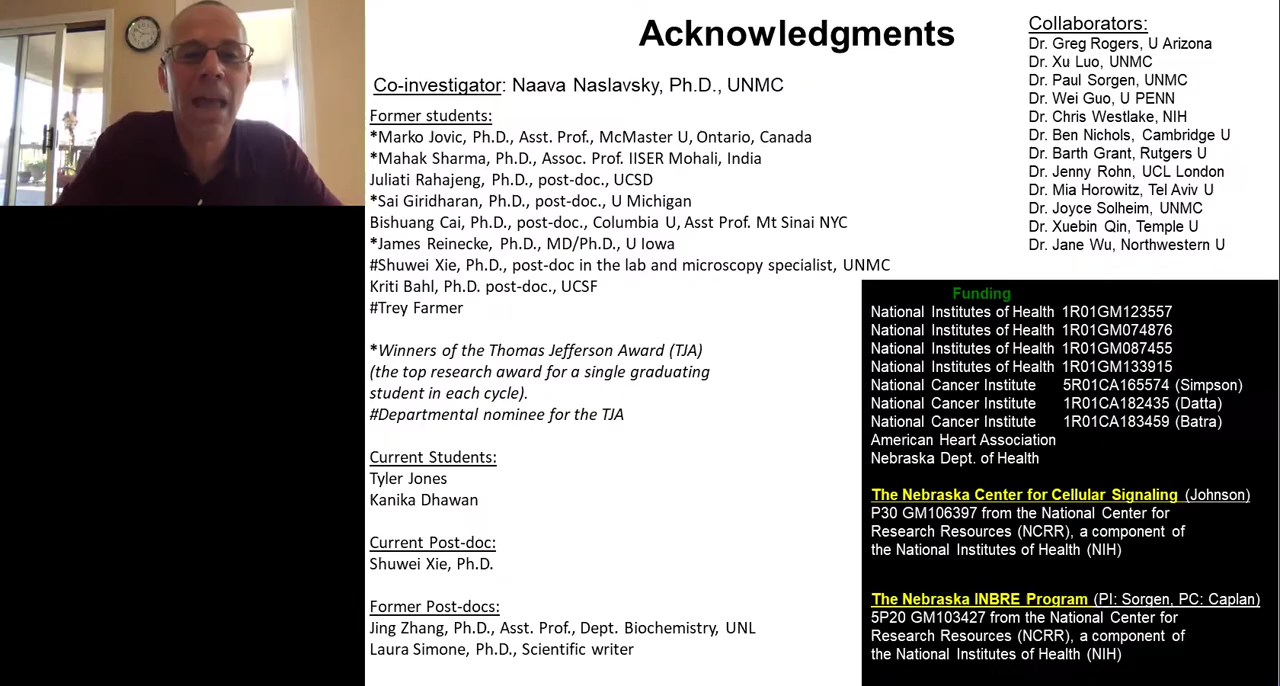 Acknowledgments
Co-investigator: Naava Naslavsky, Ph.D., UNMC
Former students:
*Marko Jovic, Ph.D., Asst. Prof., McMaster U, Ontario, Canada
*Mahak Sharma, Ph.D., Assoc. Prof. IISER Mohali, India
Juliati Rahajeng, Ph.D., post-doc., UCSD
*Sai Giridharan, Ph.D., post-doc., U Michigan
Bishuang Cai, Ph.D., post-doc., Columbia U, Asst Prof. Mt Sinai NYC
*James Reinecke, Ph.D., MD/Ph.D., U Iowa
#Shuwei Xie, Ph.D., post-doc in the lab and microscopy specialist, UNMC
Kriti Bahl, Ph.D. post-doc., UCSF
#Trey Farmer
*Winners of the Thomas Jefferson Award (TJA)
(the top research award for a single graduating
student in each cycle).
#Departmental nominee for the TJA
Current Students:
Tyler Jones
Kanika Dhawan
Current Post-doc:
Shuwei Xie, Ph.D.
Former Post-docs:
Jing Zhang, Ph.D., Asst. Prof., Dept. Biochemistry, UNL
Laura Simone, Ph.D., Scientific writer
Collaborators:
Dr. Greg Rogers, U Arizona
Dr. Xu Luo, UNMC
Dr. Paul Sorgen, UNMC
Dr. Wei Guo, U PENN
Dr. Chris Westlake, NIH
Dr. Ben Nichols, Cambridge U
Dr. Barth Grant, Rutgers U
Dr. Jenny Rohn, UCL London
Dr. Mia Horowitz, Tel Aviv U
Dr. Joyce Solheim, UNMC
Dr. Xuebin Qin, Temple U
Dr. Jane Wu, Northwestern U
Funding
National Institutes of Health 1R01GM123557
National Institutes of Health 1R01GM074876
National Institutes of Health 1R01GM087455
National Institutes of Health 1R01GM133915
National Cancer Institute 5R01CA165574 (Simpson)
National Cancer Institute 1R01CA182435 (Datta)
National Cancer Institute 1R01CA183459 (Batra)
American Heart Association
Nebraska Dept. of Health
The Nebraska Center for Cellular Signaling (Johnson)
P30 GM106397 from the National Center for
Research Resources (NCRR), a component of
the National Institutes of Health (NIH)
The Nebraska INBRE Program (PI: Sorgen, PC: Caplan)
5P20 GM103427 from the National Center for
Research Resources (NCRR), a component of
the National Institutes of Health (NIH)